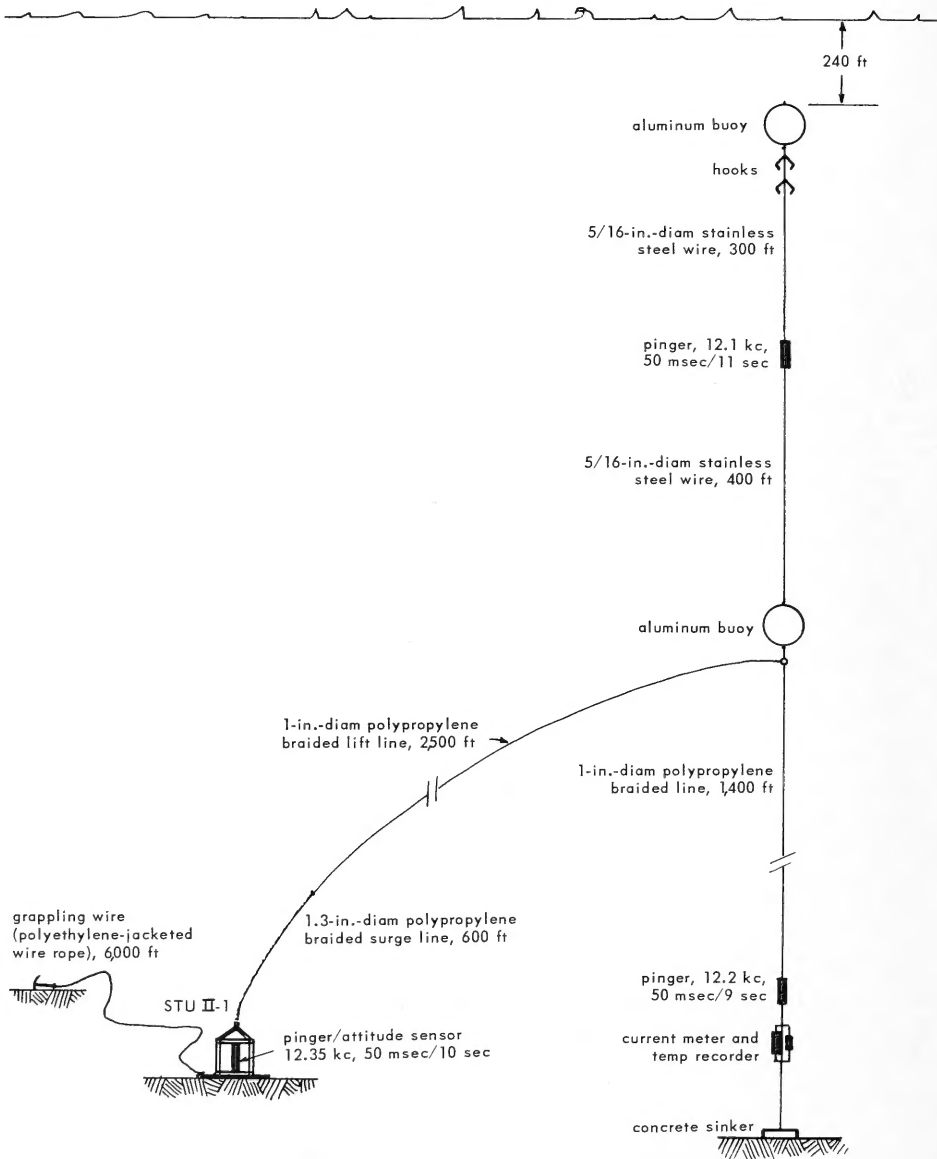 240 ft
aluminum buoy
hooks
5/16-in.-diam stainless
steel wire, 300 ft
pinger, 12.1 kc,
50 msec/11 sec
5/16-in.-diam stainless
steel wire, 400 ft
aluminum buoy
1-in.-diam polypropylene
braided lift line, 2,500 ft
1-in.-diam polypropylene
braided line, 1,400 ft
1.3-in.-diam polypropylene
braided surge line, 600 ft
grappling wire
(polyethylene-jacketed
wire rope), 6,000 ft
STU II-1
pinger/attitude sensor
12.35 kc, 50 msec/10 sec
pinger, 12.2 kc,
50 msec/9 sec
current meter and
temp recorder
concrete sinker